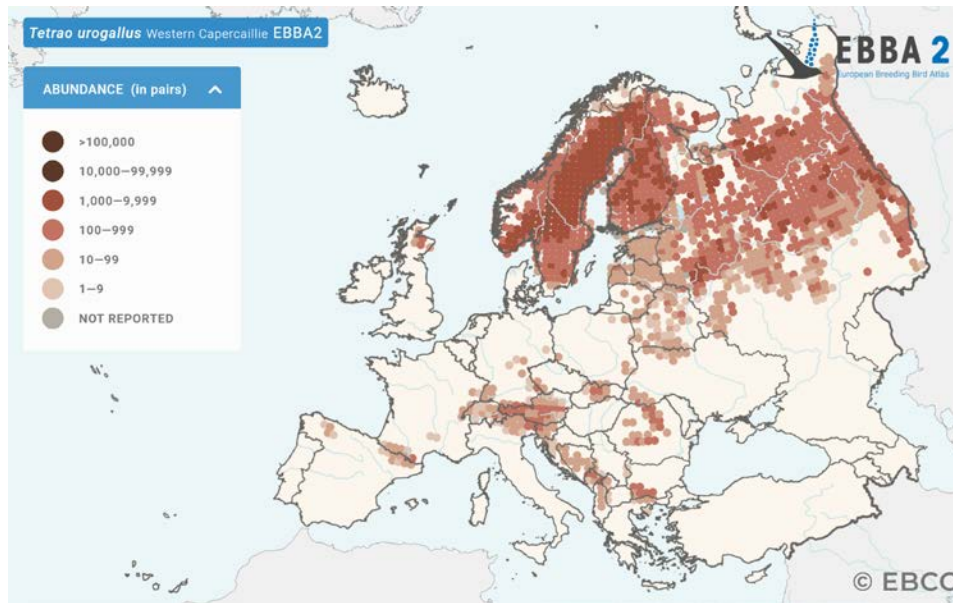 Tetrao urogallus Western Capercaillie EBBA2
EBBA 2
European Breeding Bird Atlas
ABUNDANCE (in pairs)
>100,000
10,000—99,999
1,000—9,999
100—999
10—99
1—9
NOT REPORTED
© EBCC